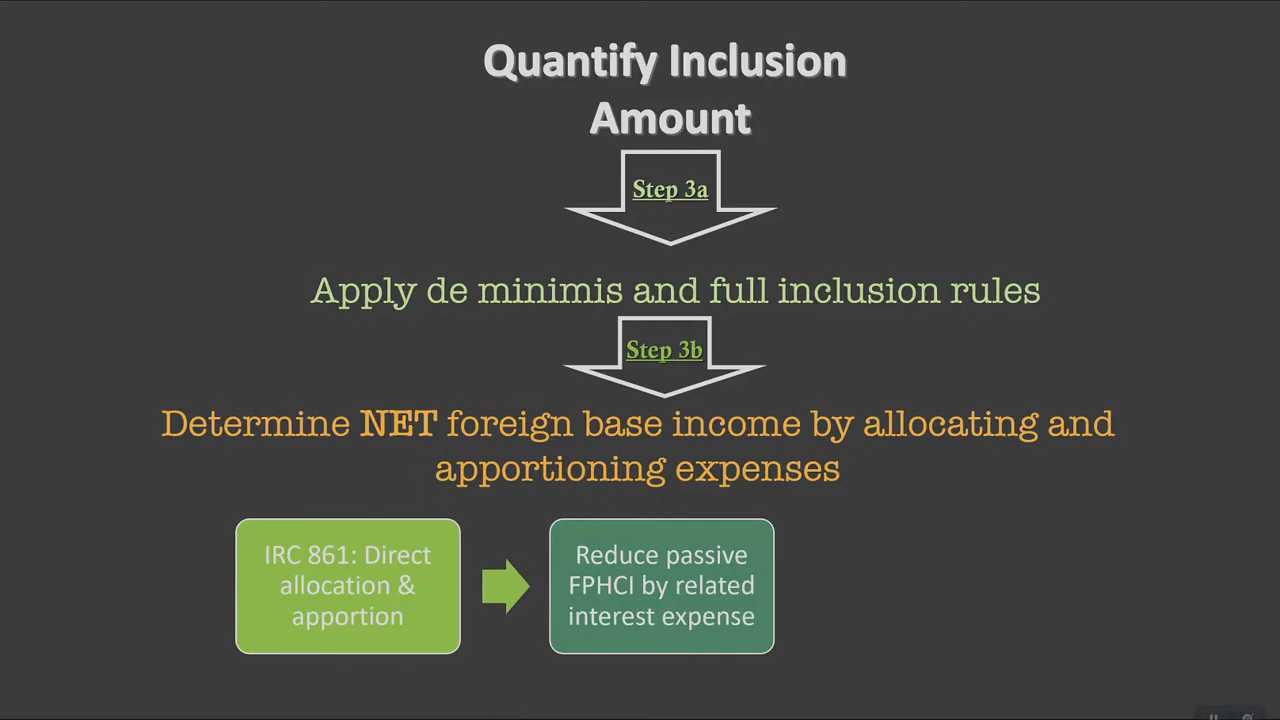 Quantify Inclusion
Amount
Step 3a
Apply de minimis and full inclusion rules
Step 3b
Determine NET foreign base income by allocating and
apportioning expenses
IRC 861: Direct
allocation &
apportion
Reduce passive
FPHCI by related
interest expense